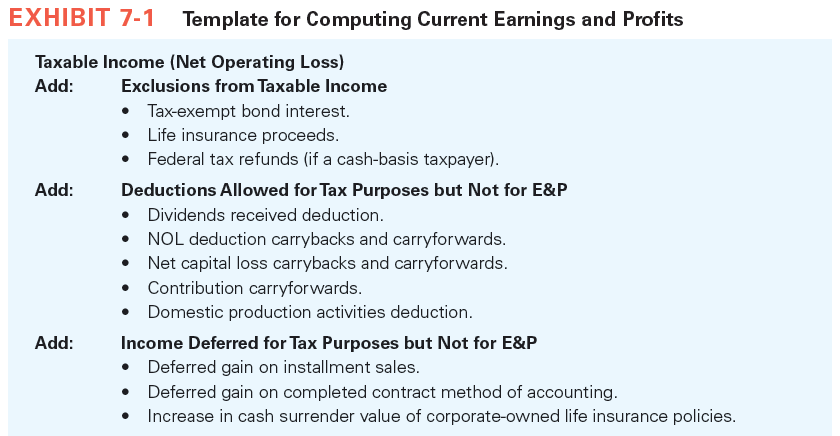 EXHIBIT 7-1 Template for Computing Current Earnings and Profits
Taxable Income (Net Operating Loss)
Add: Exclusions from Taxable Income
• Tax-exempt bond interest.
• Life insurance proceeds.
• Federal tax refunds (if a cash-basis taxpayer).
Add: Deductions Allowed for Tax Purposes but Not for E&P
• Dividends received deduction.
• NOL deduction carrybacks and carryforwards.
• Net capital loss carrybacks and carryforwards.
• Contribution carryforwards.
• Domestic production activities deduction.
Add: Income Deferred for Tax Purposes but Not for E&P
• Deferred gain on installment sales.
• Deferred gain on completed contract method of accounting.
• Increase in cash surrender value of corporate-owned life insurance policies.